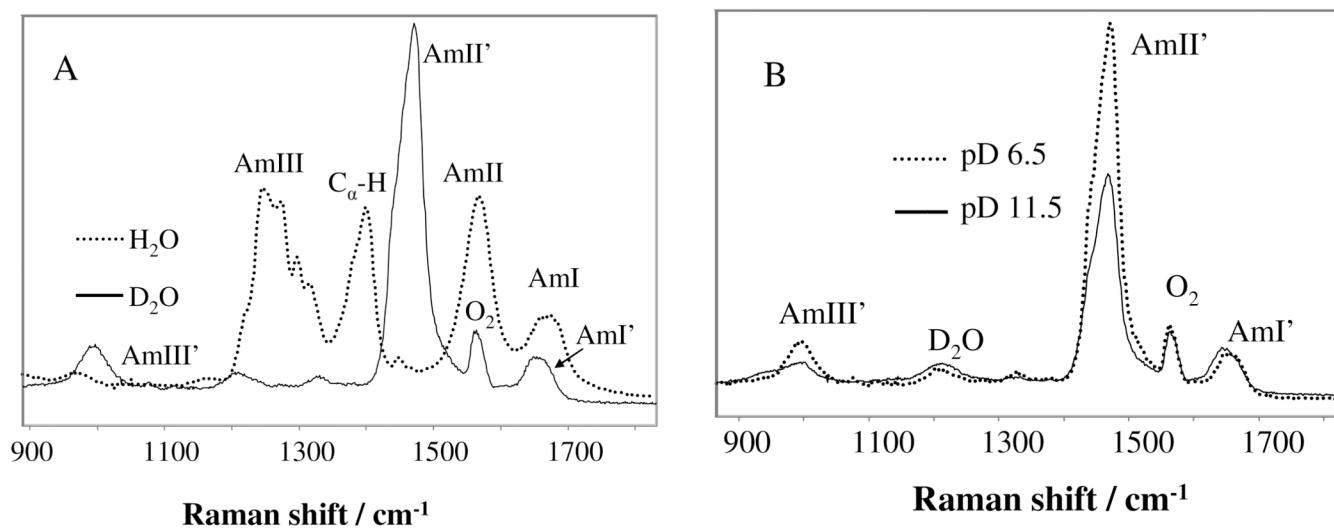 A
AmII’
AmIII
Cα-H
AmII
H2O
D2O
O2
AmI
AmI’
AmIII’
900 1100 1300 1500 1700
Raman shift / cm-1
B
AmII’
pD 6.5
pD 11.5
O2
AmIII’
D2O
AmI’
900 1100 1300 1500 1700
Raman shift / cm-1